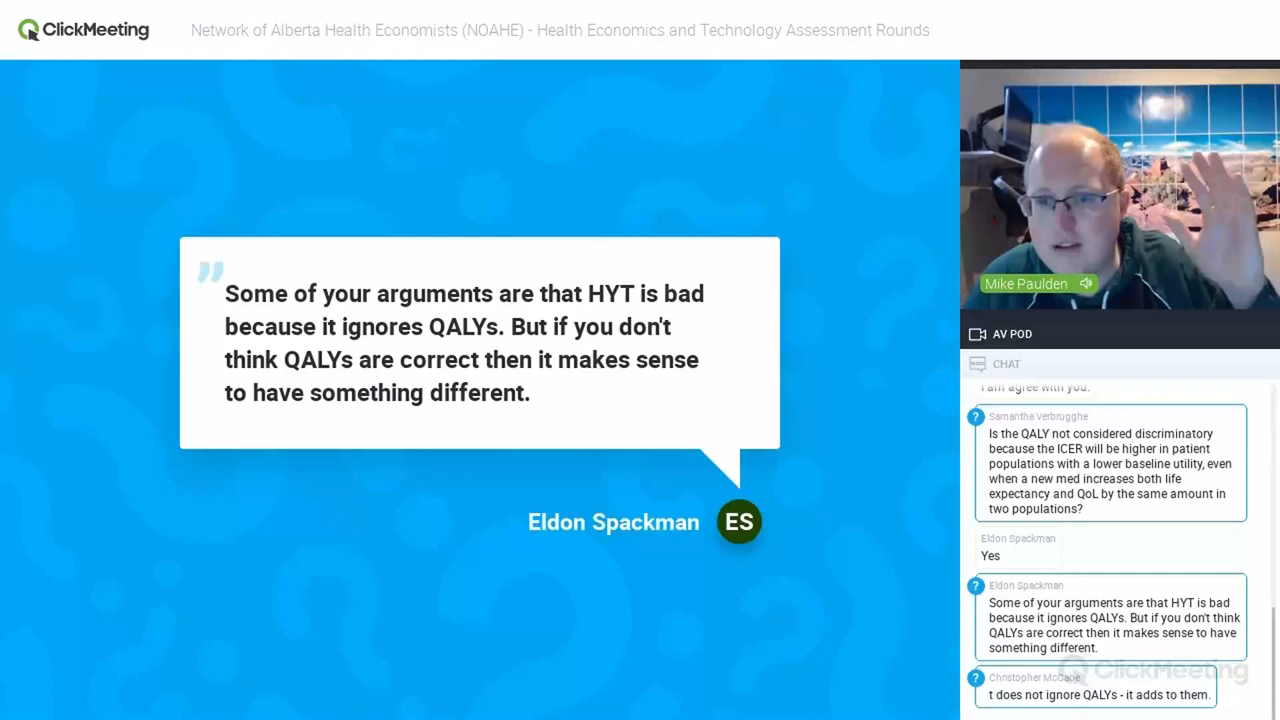 ClickMeeting
Network of Alberta Health Economists (NOAHE) - Health Economics and Technology Assessment Rounds
Some of your arguments are that HYT is bad
because it ignores QALYs. But if you don't
think QALYs are correct then it makes sense
to have something different.
Eldon Spackman
ES
Mike Paulden
AV POD
CHAT
I am agree with you.
Samantha Verbrugghe
Is the QALY not considered discriminatory
because the ICER will be higher in patient
populations with a lower baseline utility, even
when a new med increases both life
expectancy and QoL by the same amount in
two populations?
Eldon Spackman
Yes
Eldon Spackman
Some of your arguments are that HYT is bad
because it ignores QALYs. But if you don't think
QALYs are correct then it makes sense to have
something different.
Christopher McCabe
t does not ignore QALYs - it adds to them.
ClickMeeting